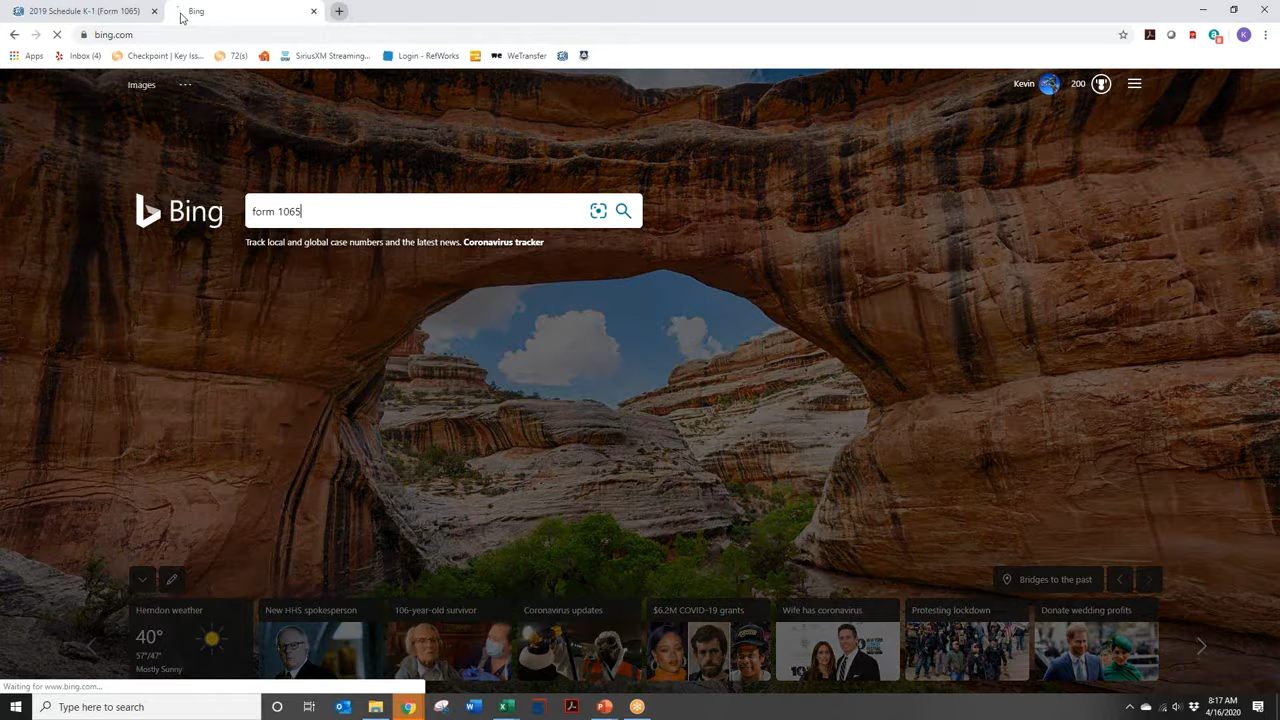 2019 Schedule K-1 (Form 1065)
Bing
bing.com
Apps
Inbox (4)
Checkpoint | Key Iss...
72(s)
SiriusXM Streaming...
Login - RefWorks
we WeTransfer
Images
Kevin
200
K
Bing
form 1065
Track local and global case numbers and the latest news. Coronavirus tracker
Bridges to the past
Herndon weather
40°
57°/47°
Mostly Sunny
New HHS spokesperson
106-year-old survivor
Coronavirus updates
$6.2M COVID-19 grants
Wife has coronavirus
Protesting lockdown
Donate wedding profits
Waiting for www.bing.com...
Type here to search
8:17 AM
4/16/2020